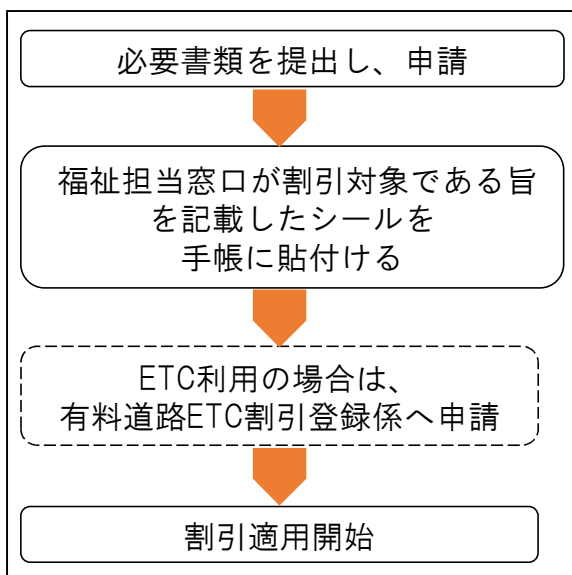 必要書類を提出し、申請
福祉担当窓口が割引対象である旨
を記載したシールを
手帳に貼付ける
ETC利用の場合は、
有料道路ETC割引登録係へ申請
割引適用開始